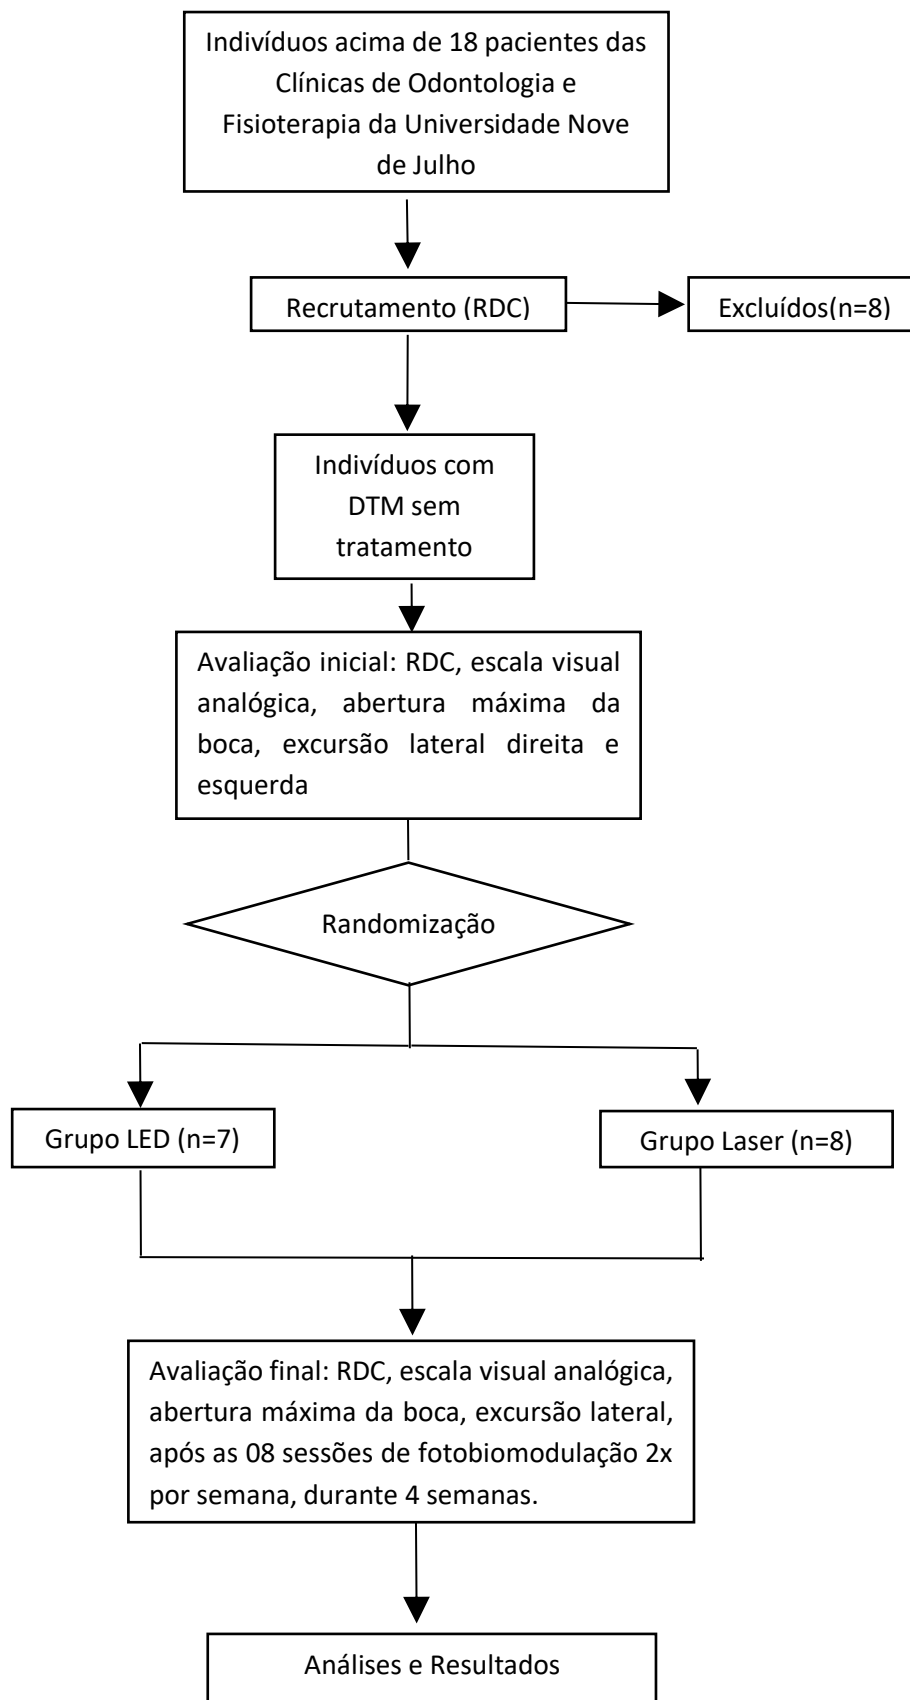 Indivíduos acima de 18 pacientes das
Clínicas de Odontologia e
Fisioterapia da Universidade Nove
de Julho
Recrutamento (RDC)
Excluídos(n=8)
Indivíduos com
DTM sem
tratamento
Avaliação inicial: RDC, escala visual
analógica, abertura máxima da
boca, excursão lateral direita e
esquerda
Randomização
Grupo LED (n=7)
Grupo Laser (n=8)
Avaliação final: RDC, escala visual analógica,
abertura máxima da boca, excursão lateral,
após as 08 sessões de fotobiomodulação 2x
por semana, durante 4 semanas.
Análises e Resultados